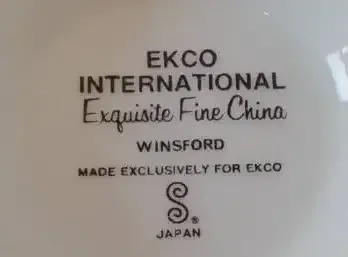 EKCO
INTERNATIONAL
Exquisite Fine China
WINSFORD
MADE EXCLUSIVELY FOR EKCO
S®
JAPAN